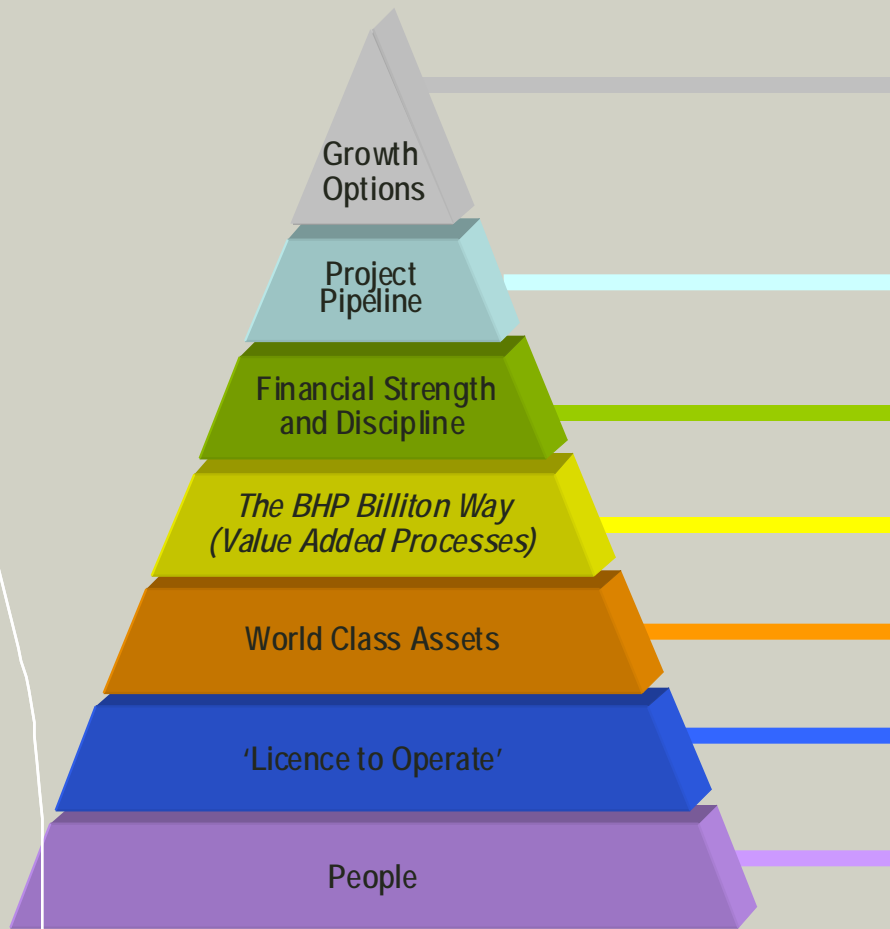 Growth
Options
Project
Pipeline
Financial Strength
and Discipline
The BHP Billiton Way
(Value Added Processes)
World Class Assets
‘Licence to Operate’
People